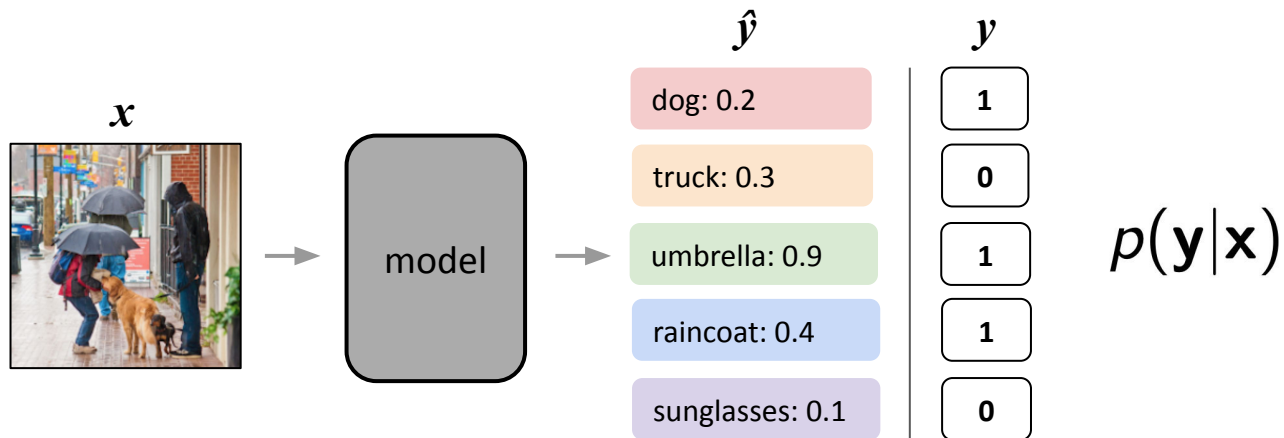 x
model
ŷ
y
dog: 0.2
1
truck: 0.3
0
umbrella: 0.9
1
raincoat: 0.4
1
sunglasses: 0.1
0
p(y|x)